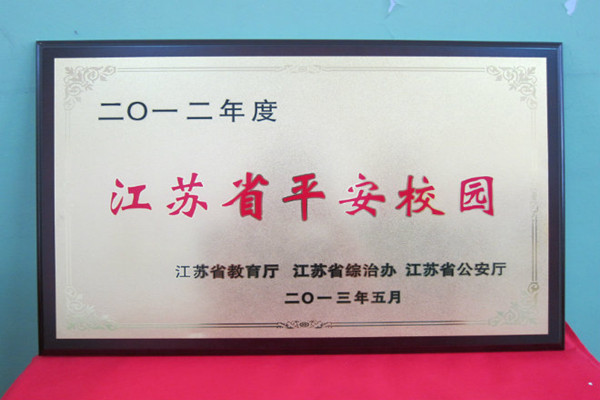 二〇一二年度
江苏省平安校园
江苏省教育厅 江苏省综治办 江苏省公安厅
二〇一三年五月